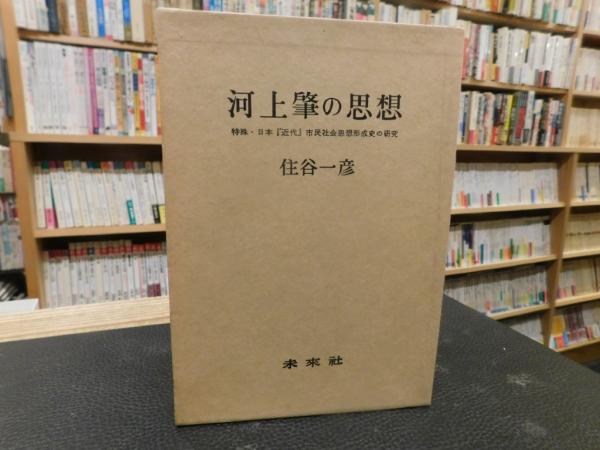 河上肇の思想
特殊・日本『近代』市民社会思想形成史の研究
住谷一彦
未來社